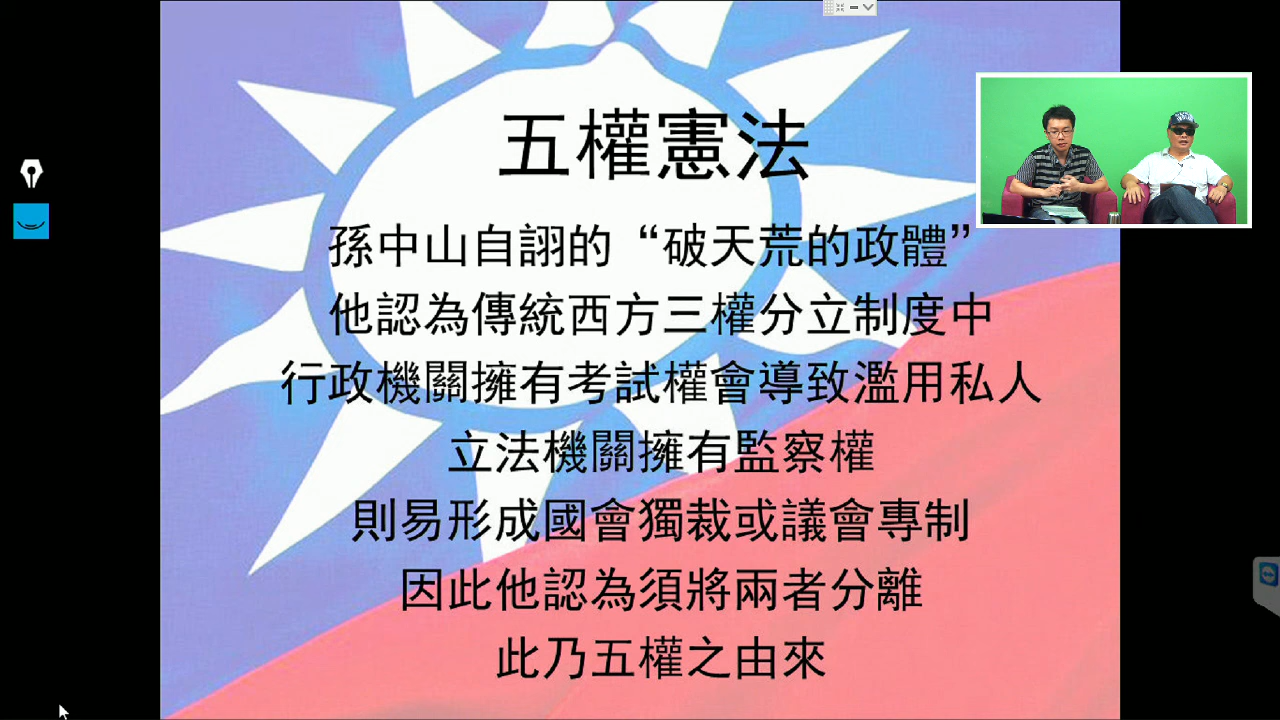 五權憲法
孫中山自詡的“破天荒的政體”
他認為傳統西方三權分立制度中
行政機關擁有考試權會導致濫用私人
立法機關擁有監察權
則易形成國會獨裁或議會專制
因此他認為須將兩者分離
此乃五權之由來